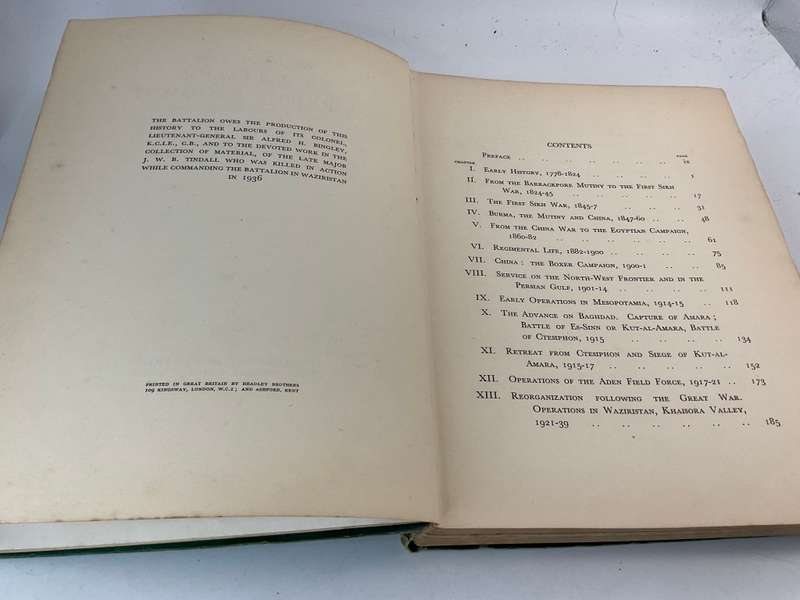 THE BATTALION OWES THE PRODUCTION OF THIS
HISTORY TO THE LABOURS OF ITS COLONEL,
LIEUTENANT-GENERAL SIR ALFRED H. BINGLEY,
K.C.I.E., C.B., AND TO THE DEVOTED WORK IN THE
COLLECTION OF MATERIAL, OF THE LATE MAJOR
J. W. B. TINDALL WHO WAS KILLED IN ACTION
WHILE COMMANDING THE BATTALION IN WAZIRISTAN
IN 1936
PRINTED IN GREAT BRITAIN BY HEADLEY BROTHERS
109 KINGSWAY, LONDON, W.C.2; AND ASHFORD, KENT
CONTENTS
PAGE
PREFACE .. .. .. .. .. .. ix
CHAPTER
I. EARLY HISTORY, 1778-1824 .. .. .. .. 1
II. FROM THE BARRACKPORE MUTINY TO THE FIRST SIKH
WAR, 1824-45 .. .. .. .. .. 17
III. THE FIRST SIKH WAR, 1845-7 .. .. .. 31
IV. BURMA, THE MUTINY AND CHINA, 1847-60 .. .. 48
V. FROM THE CHINA WAR TO THE EGYPTIAN CAMPAIGN,
1860-82 .. .. .. .. .. 61
VI. REGIMENTAL LIFE, 1882-1900 .. .. .. .. 75
VII. CHINA: THE BOXER CAMPAIGN, 1900-1 .. .. 85
VIII. SERVICE ON THE NORTH-WEST FRONTIER AND IN THE
PERSIAN GULF, 1901-14 .. .. .. 111
IX. EARLY OPERATIONS IN MESOPOTAMIA, 1914-15 .. 118
X. THE ADVANCE ON BAGHDAD. CAPTURE OF AMARA;
BATTLE OF ES-SINN OR KUT-AL-AMARA, BATTLE
OF CTESIPHON, 1915 .. .. .. .. 134
XI. RETREAT FROM CTESIPHON AND SIEGE OF KUT-AL-
AMARA, 1915-17 .. .. .. .. 152
XII. OPERATIONS OF THE ADEN FIELD FORCE, 1917-21 .. 173
XIII. REORGANIZATION FOLLOWING THE GREAT WAR.
OPERATIONS IN WAZIRISTAN, KHAISORA VALLEY,
1921-39 .. .. .. .. .. 185